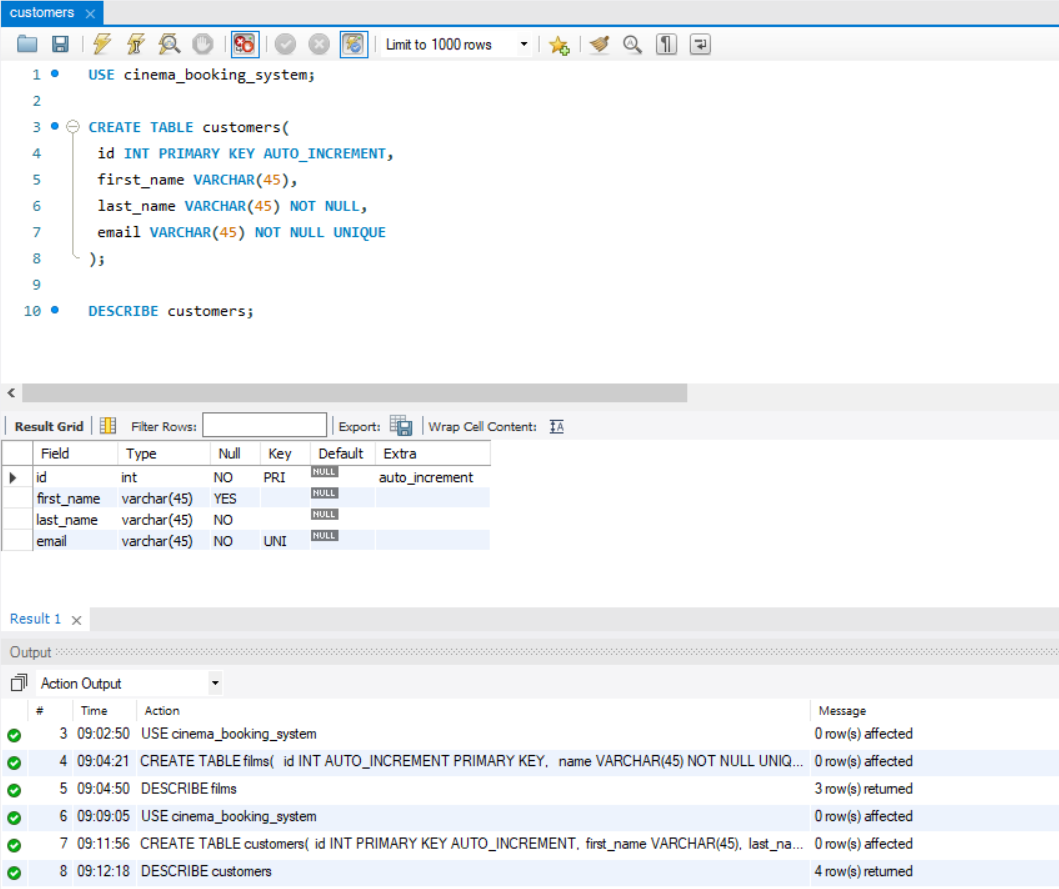 customers
Limit to 1000 rows
1 USE cinema_booking_system;
2
3 CREATE TABLE customers(
4 id INT PRIMARY KEY AUTO_INCREMENT,
5 first_name VARCHAR(45),
6 last_name VARCHAR(45) NOT NULL,
7 email VARCHAR(45) NOT NULL UNIQUE
8 );
9
10 DESCRIBE customers;
Result Grid Filter Rows: Export: Wrap Cell Content: IA
Field Type Null Key Default Extra
id int NO PRI NULL auto_increment
first_name varchar(45) YES NULL
last_name varchar(45) NO NULL
email varchar(45) NO UNI NULL
Result 1
Output
Action Output
# Time Action Message
3 09:02:50 USE cinema_booking_system 0 row(s) affected
4 09:04:21 CREATE TABLE films( id INT AUTO_INCREMENT PRIMARY KEY, name VARCHAR(45) NOT NULL UNIQ... 0 row(s) affected
5 09:04:50 DESCRIBE films 3 row(s) returned
6 09:09:05 USE cinema_booking_system 0 row(s) affected
7 09:11:56 CREATE TABLE customers( id INT PRIMARY KEY AUTO_INCREMENT, first_name VARCHAR(45), last_na... 0 row(s) affected
8 09:12:18 DESCRIBE customers 4 row(s) returned